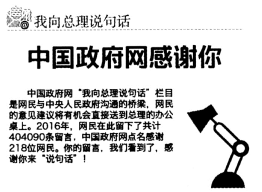 我向总理说句话
中国政府网感谢你
中国政府网“我向总理说句话”栏目
是网民与中央人民政府沟通的桥梁，网民
的意见建议将有机会直接送到总理的办公
桌上。2016年，网民在此留下了共计
404090条留言，中国政府网点名感谢
218位网民。你的留言，我们看到了，感
谢你来“说句话”！